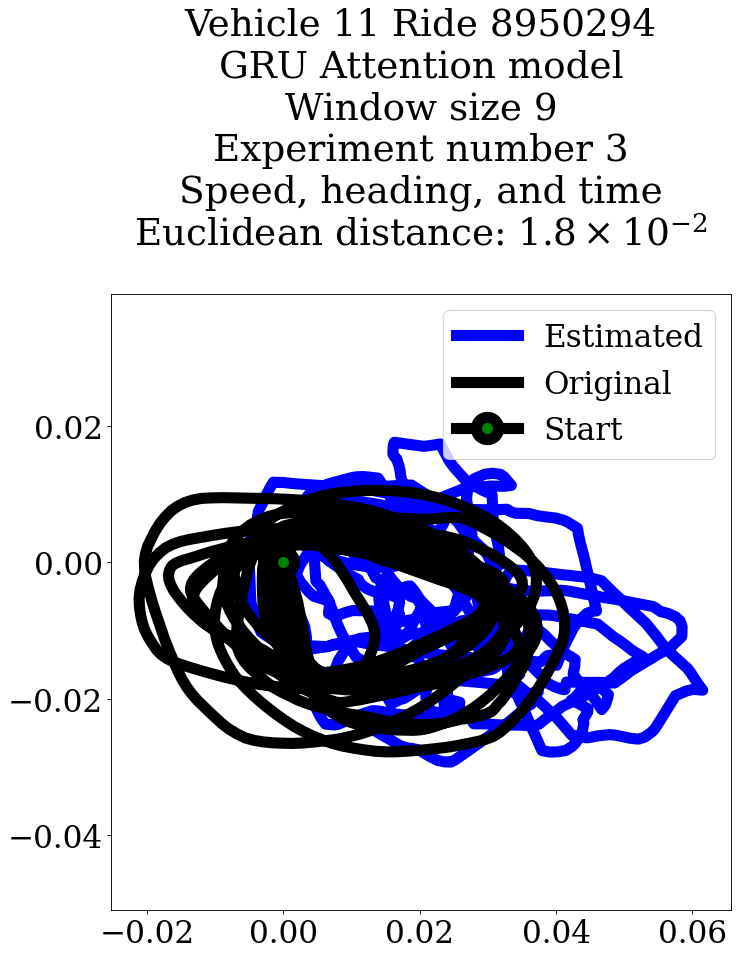 Vehicle 11 Ride 8950294
GRU Attention model
Window size 9
Experiment number 3
Speed, heading, and time
Euclidean distance: 1.8 × 10⁻²
Estimated
Original
Start
0.02
0.00
−0.02
−0.04
−0.02 0.00 0.02 0.04 0.06